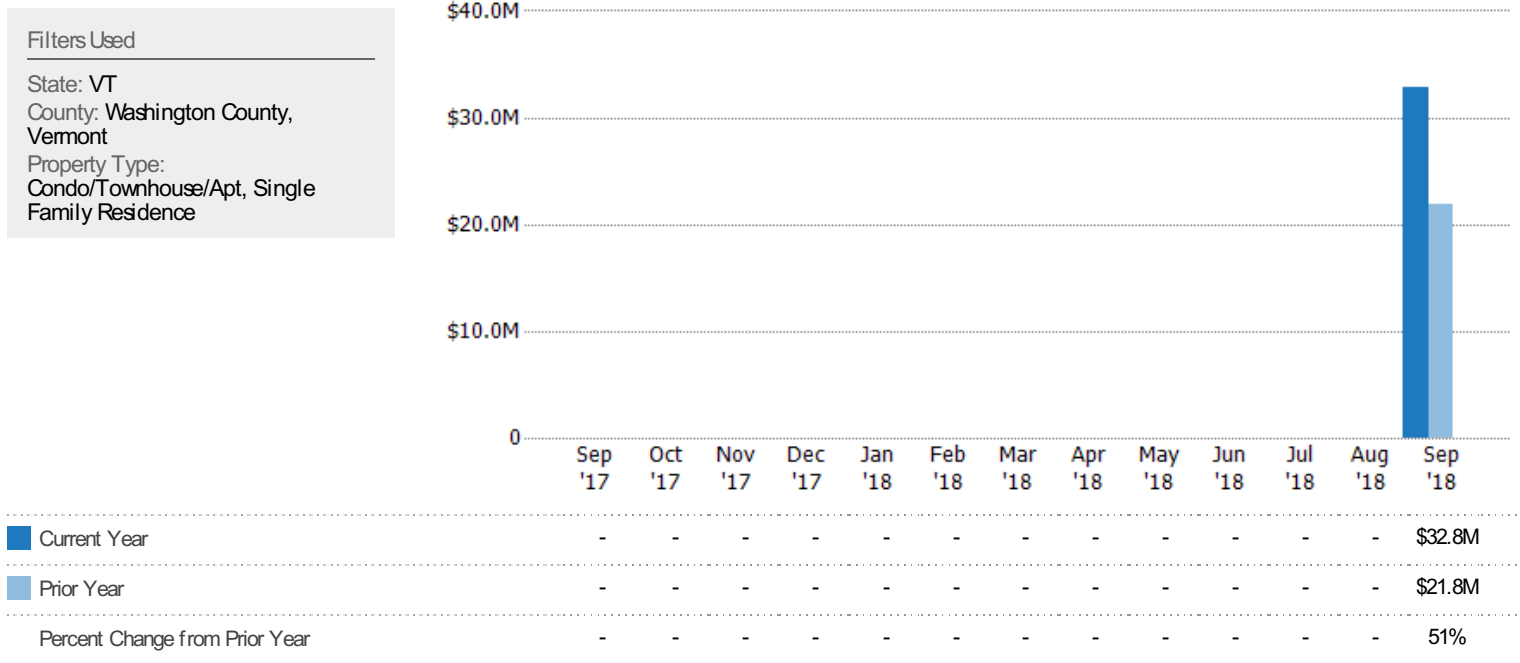 Filters Used
State: VT
County: Washington County,
Vermont
Property Type:
Condo/Townhouse/Apt, Single
Family Residence
$40.0M
$30.0M
$20.0M
$10.0M
0
Sep Oct Nov Dec Jan Feb Mar Apr May Jun Jul Aug Sep
'17 '17 '17 '17 '18 '18 '18 '18 '18 '18 '18 '18 '18
Current Year - - - - - - - - - - - - $32.8M
Prior Year - - - - - - - - - - - - $21.8M
Percent Change from Prior Year - - - - - - - - - - - - 51%